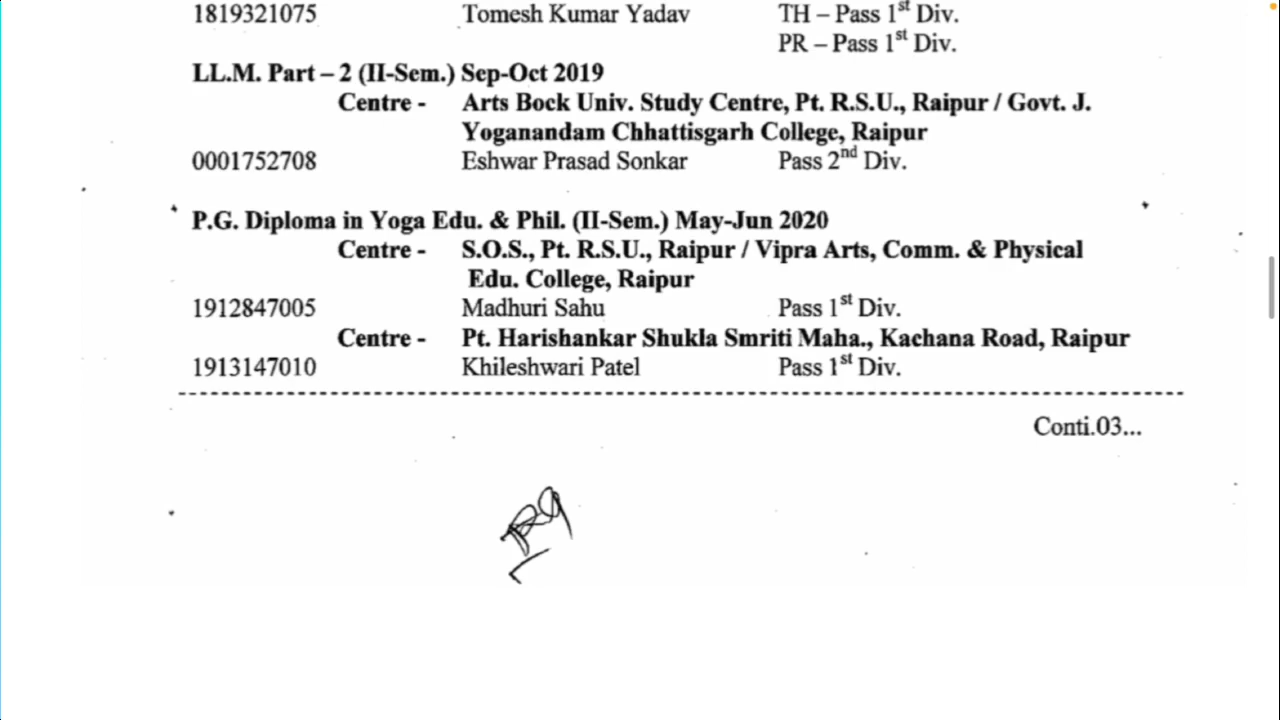 1819321075 Tomesh Kumar Yadav TH – Pass 1st Div.
PR – Pass 1st Div.
LL.M. Part – 2 (II-Sem.) Sep-Oct 2019
Centre - Arts Bock Univ. Study Centre, Pt. R.S.U., Raipur / Govt. J.
Yoganandam Chhattisgarh College, Raipur
0001752708 Eshwar Prasad Sonkar Pass 2nd Div.
P.G. Diploma in Yoga Edu. & Phil. (II-Sem.) May-Jun 2020
Centre - S.O.S., Pt. R.S.U., Raipur / Vipra Arts, Comm. & Physical
Edu. College, Raipur
1912847005 Madhuri Sahu Pass 1st Div.
Centre - Pt. Harishankar Shukla Smriti Maha., Kachana Road, Raipur
1913147010 Khileshwari Patel Pass 1st Div.
Conti.03...